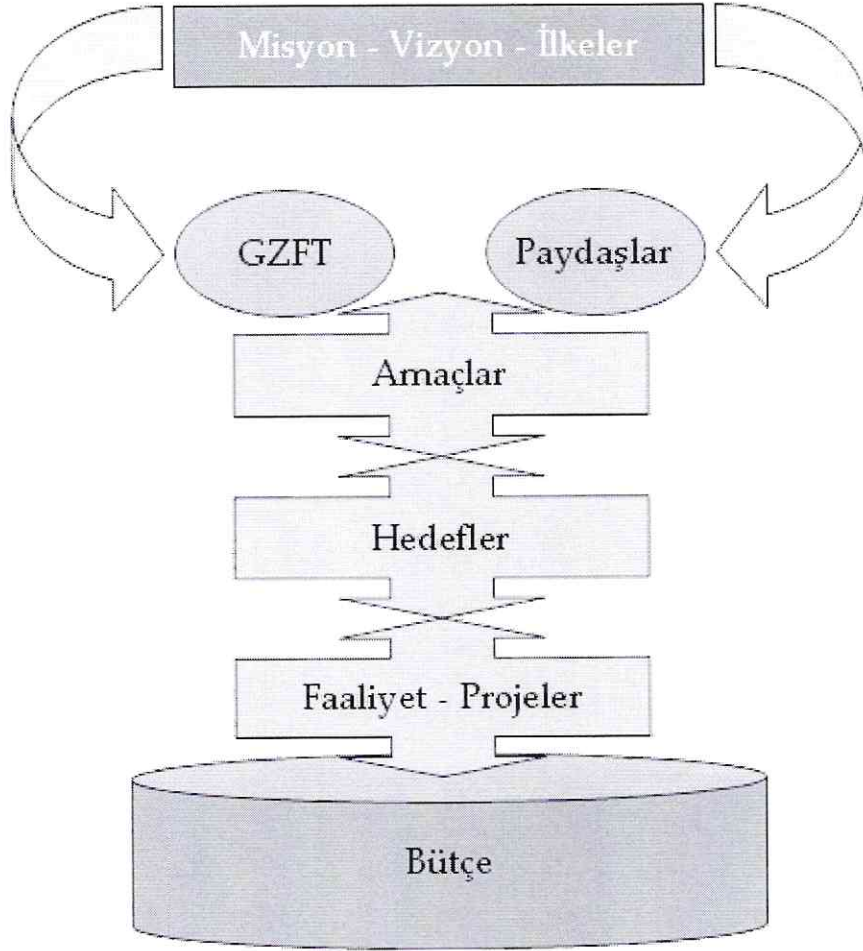 Misyon - Vizyon - İlkeler
GZFT
Paydaşlar
Amaçlar
Hedefler
Faaliyet - Projeler
Bütçe